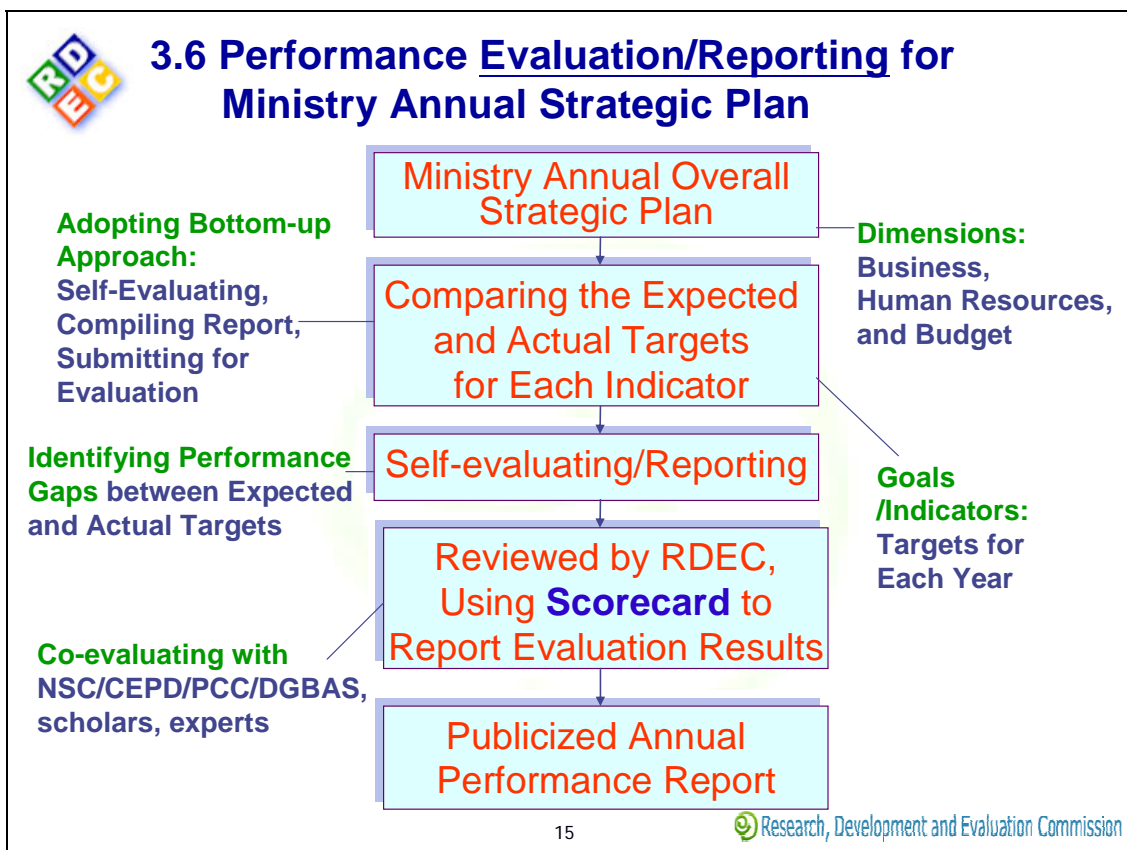 R
D
E
C
3.6 Performance Evaluation/Reporting for
Ministry Annual Strategic Plan
Ministry Annual Overall
Strategic Plan
Adopting Bottom-up
Approach:
Self-Evaluating,
Compiling Report,
Submitting for
Evaluation
Dimensions:
Business,
Human Resources,
and Budget
Comparing the Expected
and Actual Targets
for Each Indicator
Identifying Performance
Gaps between Expected
and Actual Targets
Self-evaluating/Reporting
Goals
/Indicators:
Targets for
Each Year
Reviewed by RDEC,
Using Scorecard to
Report Evaluation Results
Co-evaluating with
NSC/CEPD/PCC/DGBAS,
scholars, experts
Publicized Annual
Performance Report
15
Research, Development and Evaluation Commission